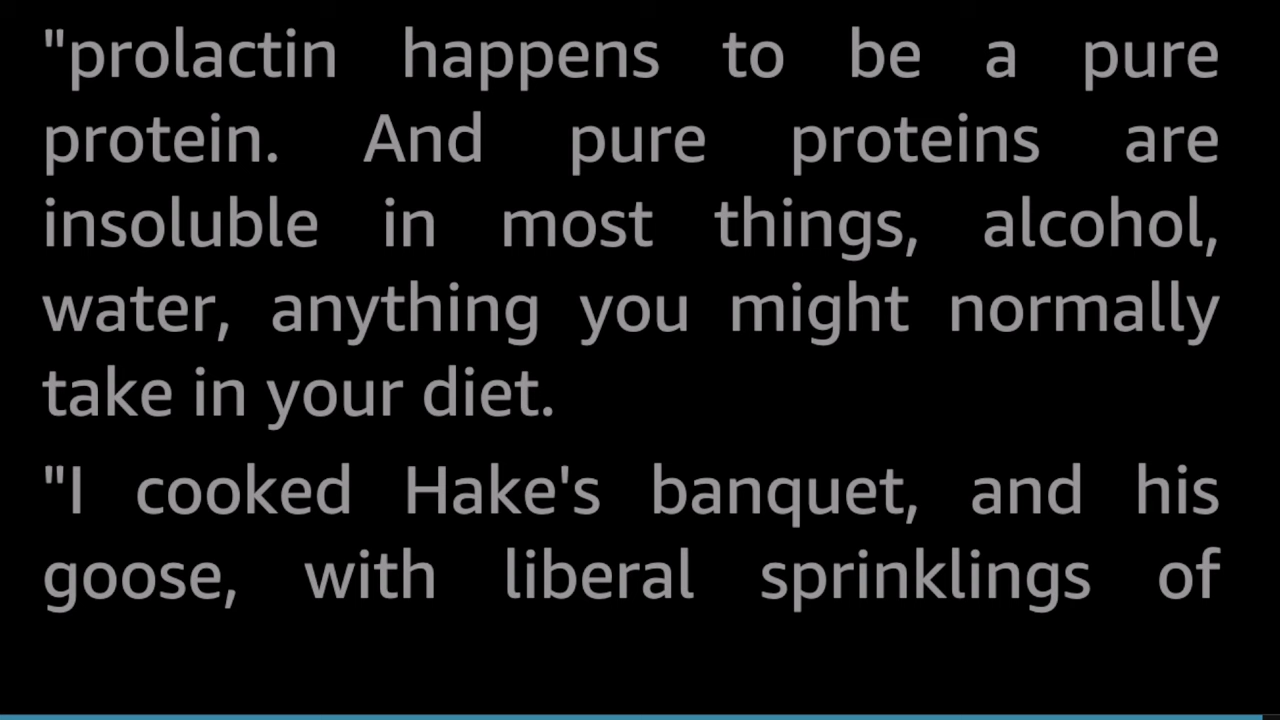 "prolactin happens to be a pure
protein. And pure proteins are
insoluble in most things, alcohol,
water, anything you might normally
take in your diet.
"I cooked Hake's banquet, and his
goose, with liberal sprinklings of